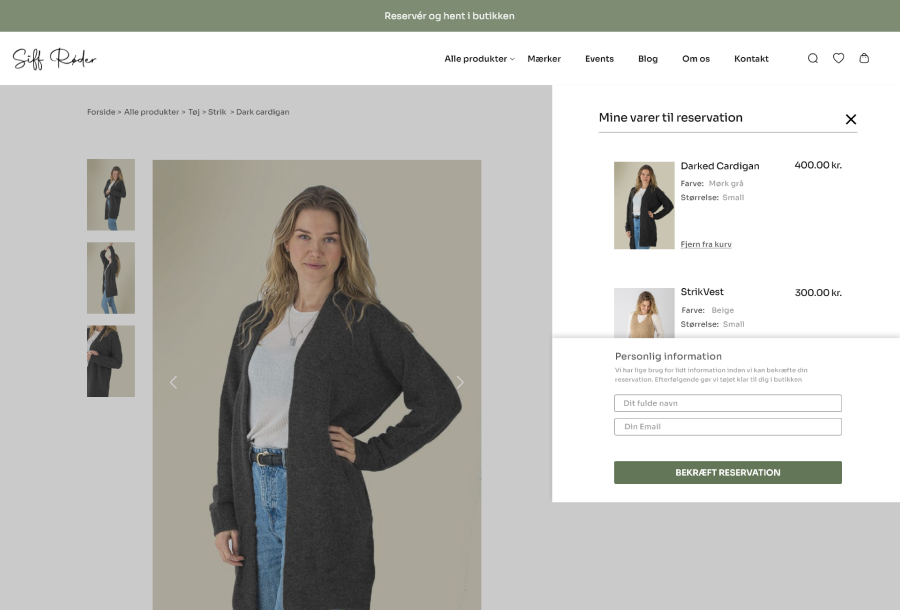 Reservér og hent i butikken
Siff Røder
Alle produkter Mærker Events Blog Om os Kontakt
Forside > Alle produkter > Tøj > Strik > Dark cardigan
Mine varer til reservation
Darked Cardigan 400.00 kr.
Farve: Mørk grå
Størrelse: Small
Fjern fra kurv
StrikVest 300.00 kr.
Farve: Beige
Størrelse: Small
Personlig information
Vi har lige brug for lidt information inden vi kan bekræfte din
reservation. Efterfølgende gør vi tøjet klar til dig i butikken
Dit fulde navn
Din Email
BEKRÆFT RESERVATION